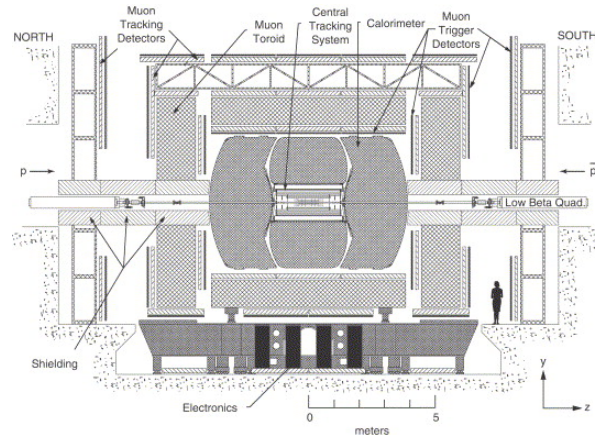 Muon
Tracking
Detectors
Muon
Toroid
Central
Tracking
System
Calorimeter
Muon
Trigger
Detectors
NORTH
SOUTH
p
p̅
Low Beta Quad.
Shielding
Electronics
0
5
meters
y
z